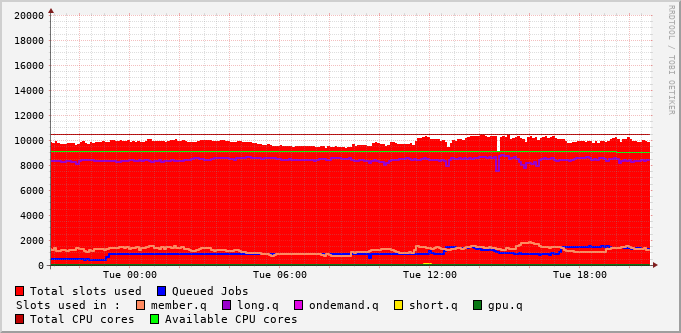 20000
18000
16000
14000
12000
10000
8000
6000
4000
2000
0
Tue 00:00 Tue 06:00 Tue 12:00 Tue 18:00
RRDTOOL / TOBI OETIKER
Total slots used Queued Jobs
Slots used in : member.q long.q ondemand.q short.q gpu.q
Total CPU cores Available CPU cores